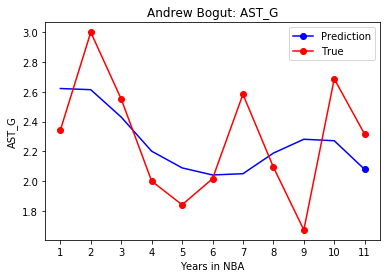 Andrew Bogut: AST_G
Prediction
True
3.0
2.8
2.6
2.4
2.2
2.0
1.8
AST_G
1 2 3 4 5 6 7 8 9 10 11
Years in NBA